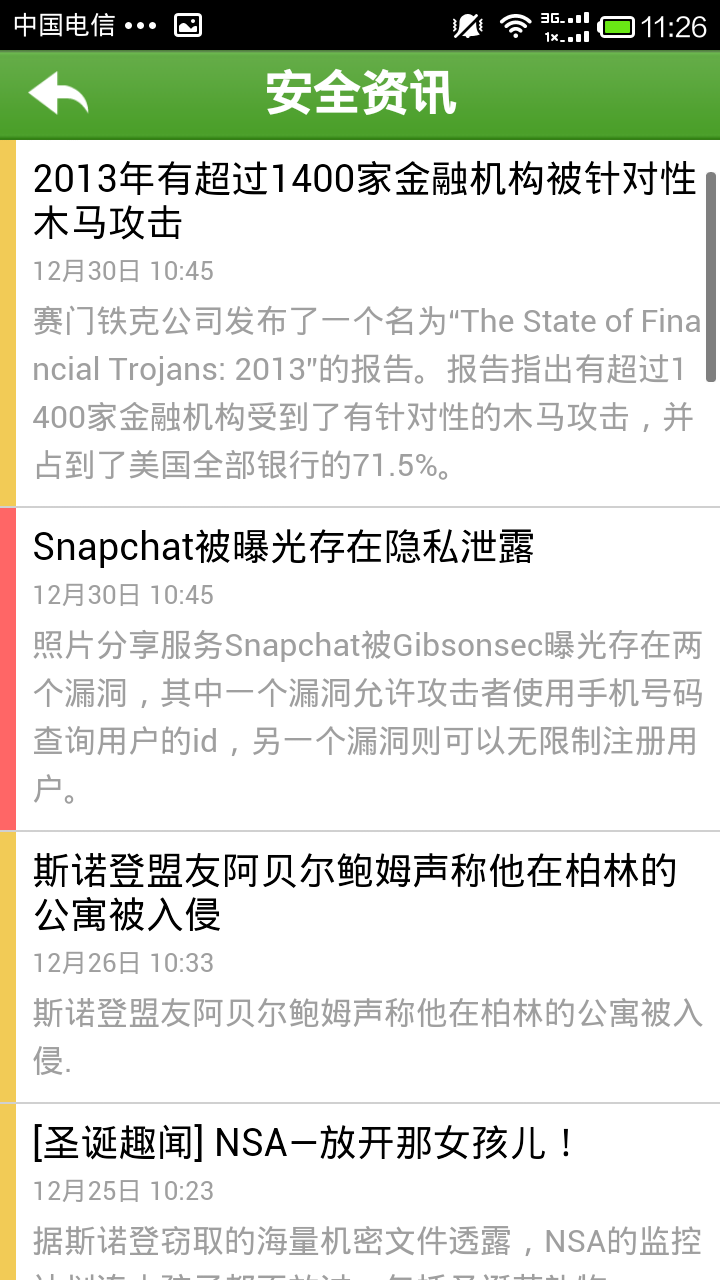 中国电信 ••• 3G 1× 11:26
安全资讯
2013年有超过1400家金融机构被针对性
木马攻击
12月30日 10:45
赛门铁克公司发布了一个名为“The State of Fina
ncial Trojans: 2013"的报告。报告指出有超过1
400家金融机构受到了有针对性的木马攻击，并
占到了美国全部银行的71.5%。
Snapchat被曝光存在隐私泄露
12月30日 10:45
照片分享服务Snapchat被Gibsonsec曝光存在两
个漏洞，其中一个漏洞允许攻击者使用手机号码
查询用户的id，另一个漏洞则可以无限制注册用
户。
斯诺登盟友阿贝尔鲍姆声称他在柏林的
公寓被入侵
12月26日 10:33
斯诺登盟友阿贝尔鲍姆声称他在柏林的公寓被入
侵.
[圣诞趣闻] NSA—放开那女孩儿！
12月25日 10:23
据斯诺登窃取的海量机密文件透露，NSA的监控